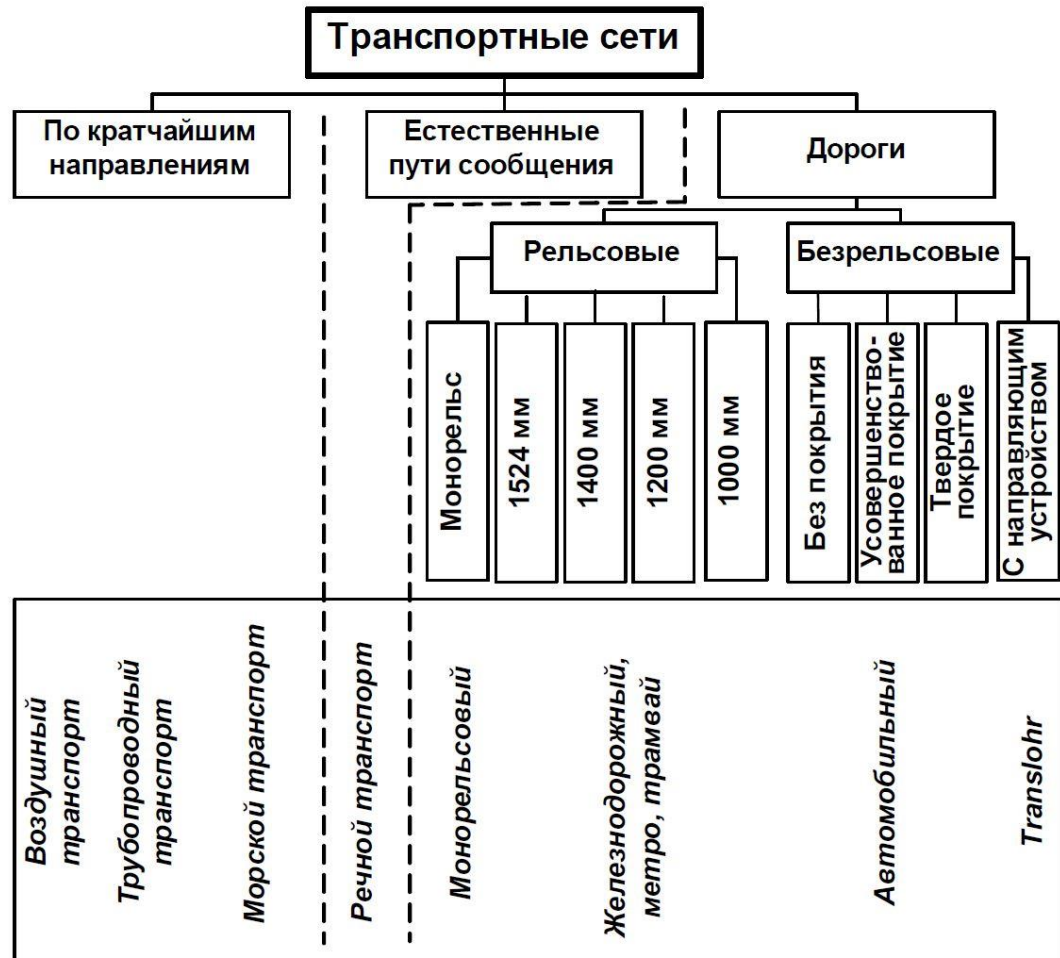 Транспортные сети
По кратчайшим
направлениям
Естественные
пути сообщения
Дороги
Рельсовые
Безрельсовые
Монорельс
1524 мм
1400 мм
1200 мм
1000 мм
Без покрытия
Усовершенство-
ванное покрытие
Твердое
покрытие
С направляющим
устройством
Воздушный
транспорт
Трубопроводный
транспорт
Морской транспорт
Речной транспорт
Монорельсовый
Железнодорожный,
метро, трамвай
Автомобильный
Translohr